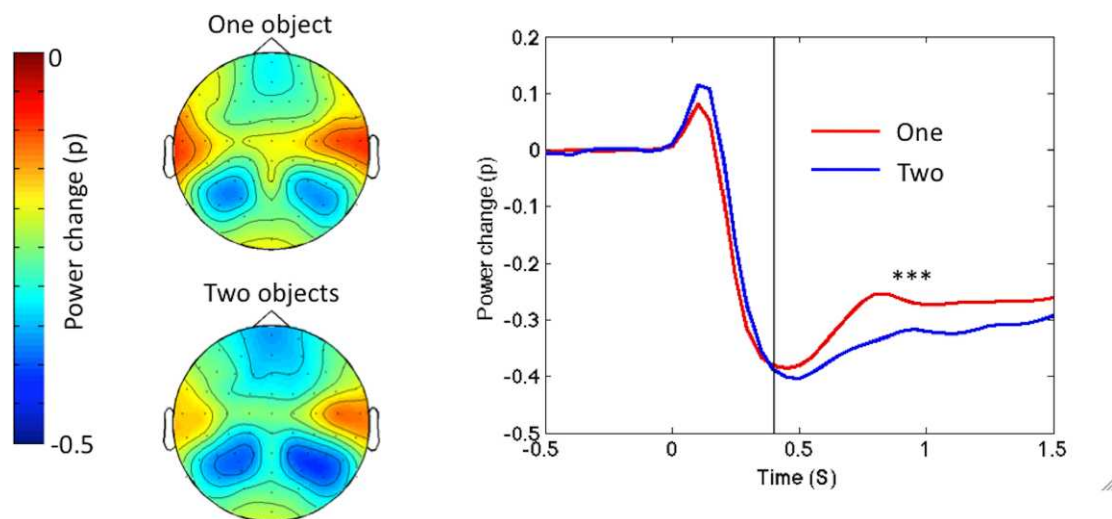 One object
0
Power change (p)
-0.5
Two objects
0.2
0.1
0
-0.1
-0.2
-0.3
-0.4
-0.5
Power change (p)
One
Two
***
-0.5
0
0.5
1
1.5
Time (S)